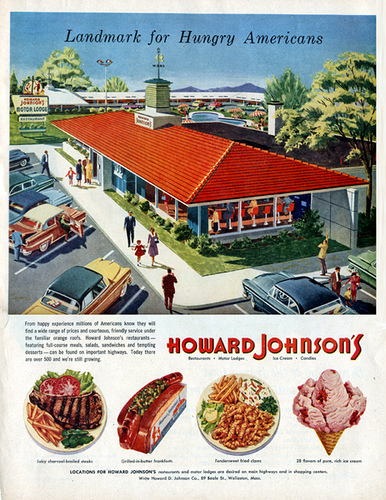 Landmark for Hungry Americans
HOWARD
JOHNSON'S
MOTOR LODGE
RESTAURANT
From happy experience millions of Americans know they will
find a wide range of prices and courteous, friendly service under
the familiar orange roofs. Howard Johnson's restaurants—
featuring full-course meals, salads, sandwiches and tempting
desserts — can be found on important highways. Today there
are over 500 and we're still growing.
HOWARD JOHNSON'S
Restaurants • Motor Lodges Ice Cream • Candies
Juicy charcoal-broiled steaks
Grilled-in-butter frankforts
Tendersweet fried clams
28 flavors of pure, rich ice cream
LOCATIONS FOR HOWARD JOHNSON'S restaurants and motor lodges are desired on main highways and in shopping centers.
Write Howard D. Johnson Co., 89 Beale St., Wollaston, Mass.